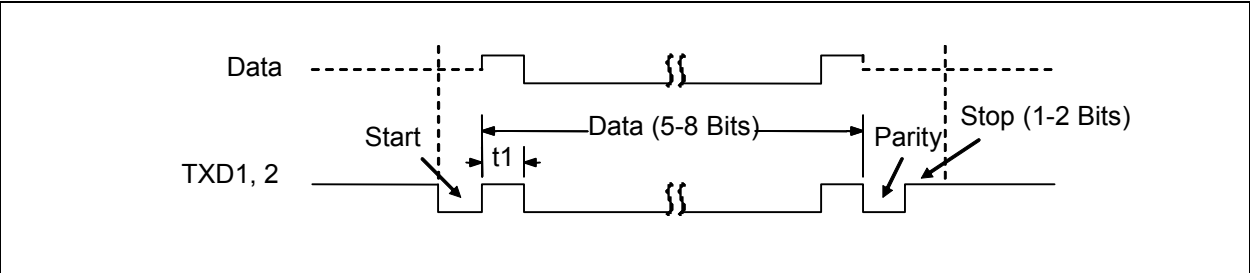 Data
Data (5-8 Bits)
Stop (1-2 Bits)
Start
Parity
t1
TXD1, 2